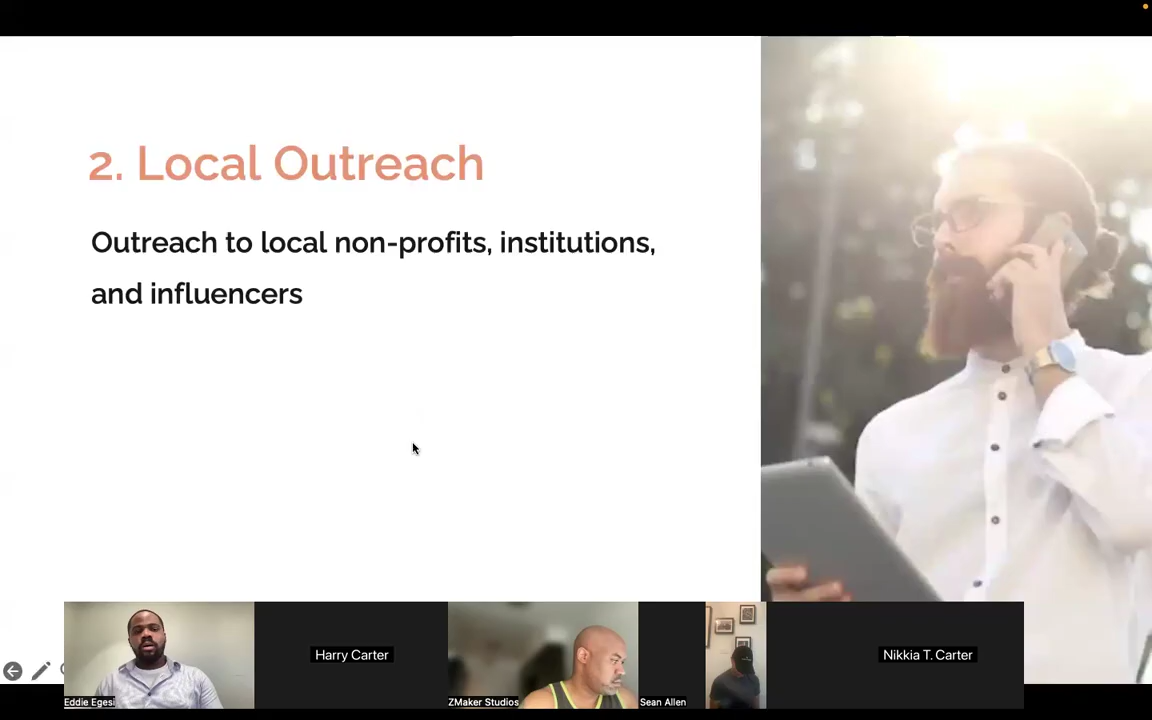 2. Local Outreach
Outreach to local non-profits, institutions,
and influencers
Harry Carter
Nikkia T. Carter
Eddie Egesi
ZMaker Studios
Sean Allen